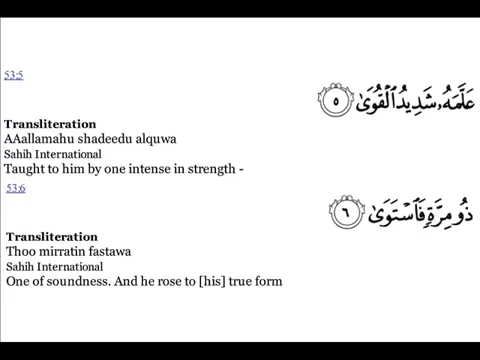 53:5
عَلَّمَهُۥ شَدِيدُ ٱلْقُوَىٰ ٥
Transliteration
AAallamahu shadeedu alquwa
Sahih International
Taught to him by one intense in strength -
53:6
ذُو مِرَّةٍ فَٱسْتَوَىٰ ٦
Transliteration
Thoo mirratin fastawa
Sahih International
One of soundness. And he rose to [his] true form